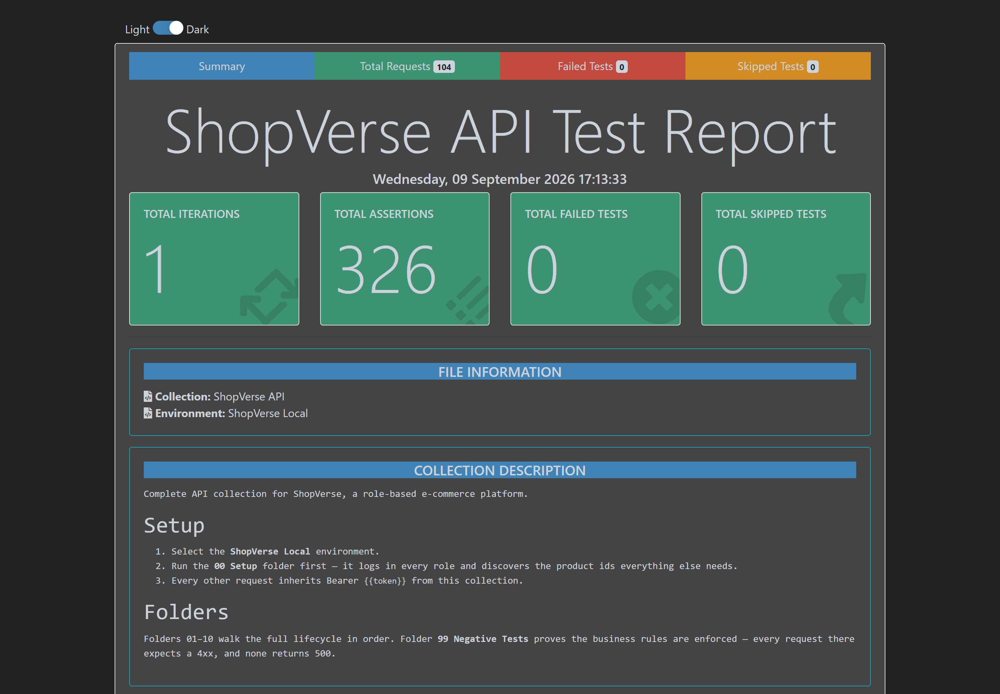 Light Dark
Summary
Total Requests 104
Failed Tests 0
Skipped Tests 0
ShopVerse API Test Report
Wednesday, 09 September 2026 17:13:33
TOTAL ITERATIONS
1
TOTAL ASSERTIONS
326
TOTAL FAILED TESTS
0
TOTAL SKIPPED TESTS
0
FILE INFORMATION
Collection: ShopVerse API
Environment: ShopVerse Local
COLLECTION DESCRIPTION
Complete API collection for ShopVerse, a role-based e-commerce platform.
Setup
1. Select the ShopVerse Local environment.
2. Run the 00 Setup folder first — it logs in every role and discovers the product ids everything else needs.
3. Every other request inherits Bearer {{token}} from this collection.
Folders
Folders 01–10 walk the full lifecycle in order. Folder 99 Negative Tests proves the business rules are enforced — every request there
expects a 4xx, and none returns 500.